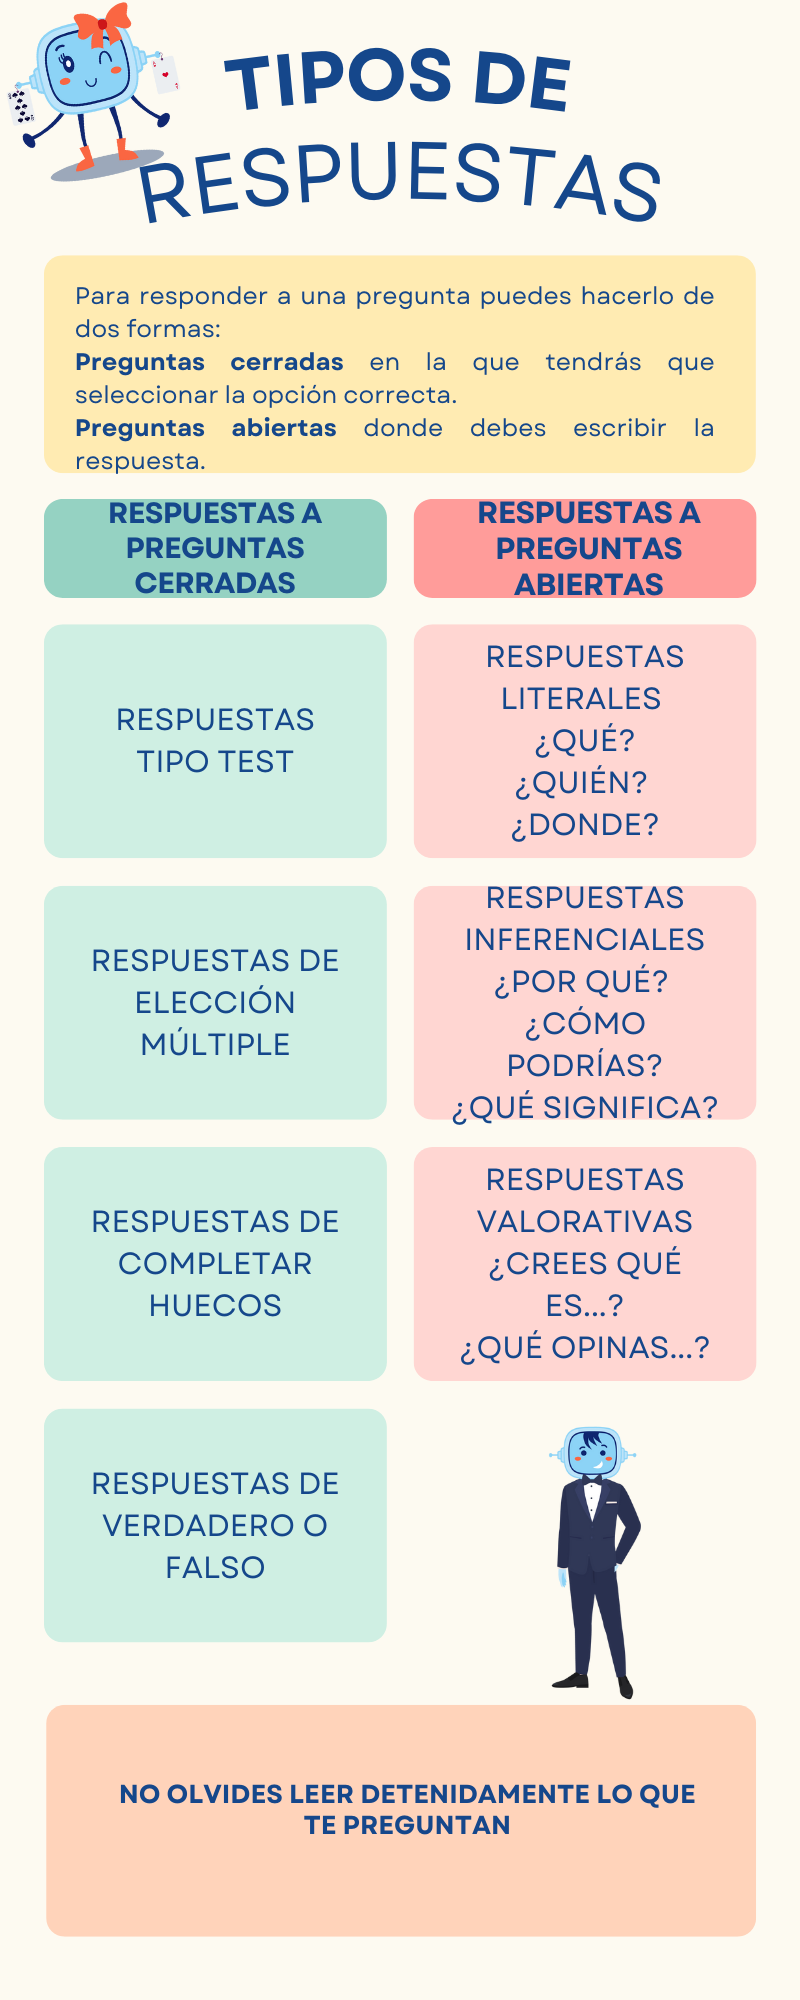 TIPOS DE
RESPUESTAS
Para responder a una pregunta puedes hacerlo de
dos formas:
Preguntas cerradas en la que tendrás que
seleccionar la opción correcta.
Preguntas abiertas donde debes escribir la
respuesta.
RESPUESTAS A
PREGUNTAS
CERRADAS
RESPUESTAS A
PREGUNTAS
ABIERTAS
RESPUESTAS
TIPO TEST
RESPUESTAS
LITERALES
¿QUÉ?
¿QUIÉN?
¿DONDE?
RESPUESTAS DE
ELECCIÓN
MÚLTIPLE
RESPUESTAS
INFERENCIALES
¿POR QUÉ?
¿CÓMO
PODRÍAS?
¿QUÉ SIGNIFICA?
RESPUESTAS DE
COMPLETAR
HUECOS
RESPUESTAS
VALORATIVAS
¿CREES QUÉ
ES...?
¿QUÉ OPINAS...?
RESPUESTAS DE
VERDADERO O
FALSO
NO OLVIDES LEER DETENIDAMENTE LO QUE
TE PREGUNTAN